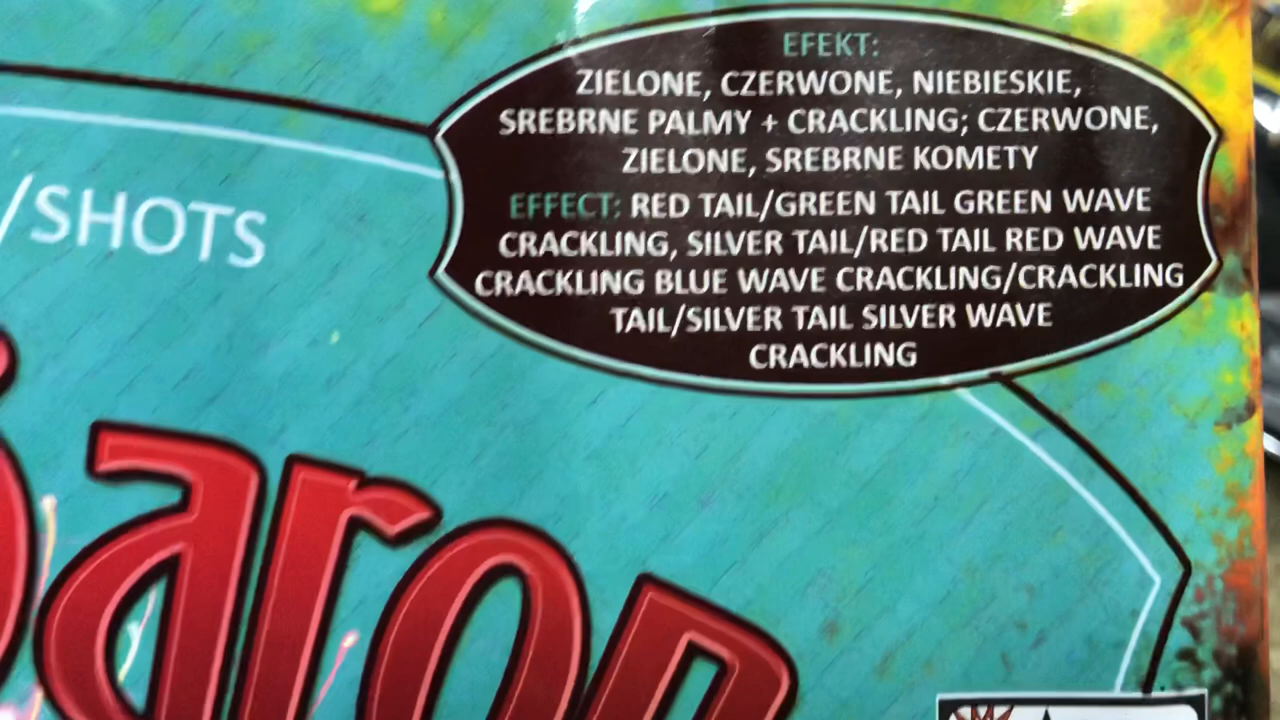 EFEKT:
ZIELONE, CZERWONE, NIEBIESKIE,
SREBRNE PALMY + CRACKLING; CZERWONE,
ZIELONE, SREBRNE KOMETY
EFFECT: RED TAIL/GREEN TAIL GREEN WAVE
CRACKLING, SILVER TAIL/RED TAIL RED WAVE
CRACKLING BLUE WAVE CRACKLING/CRACKLING
TAIL/SILVER TAIL SILVER WAVE
CRACKLING
/SHOTS
Baron